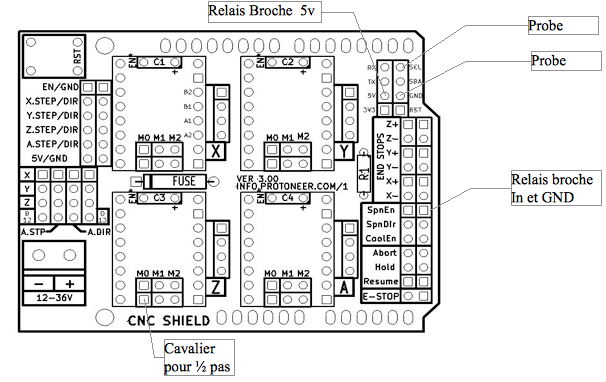 Relais Broche 5v
Probe
Probe
RST
EN/GND
X.STEP/DIR
Y.STEP/DIR
Z.STEP/DIR
A.STEP/DIR
5V/GND
X
Y
Z
B 12
D 13
A.STP
A.DIR
12-36V
EN
C1
+
B2
B1
A1
A2
M0 M1 M2
X
EN
C2
+
M0 M1 M2
Y
FUSE
VER 3.00
INFO.PROTONEER.COM/1
R1
EN
C3
+
M0 M1 M2
Z
EN
C4
+
M0 M1 M2
A
CNC SHIELD
RX
SCL
TX
SDA
5V
GND
3V3
RST
END STOPS
Z+
Z-
Y+
Y-
X+
X-
SpnEn
SpnDir
CoolEn
Abort
Hold
Resume
E-STOP
Relais broche
In et GND
Cavalier
pour ½ pas